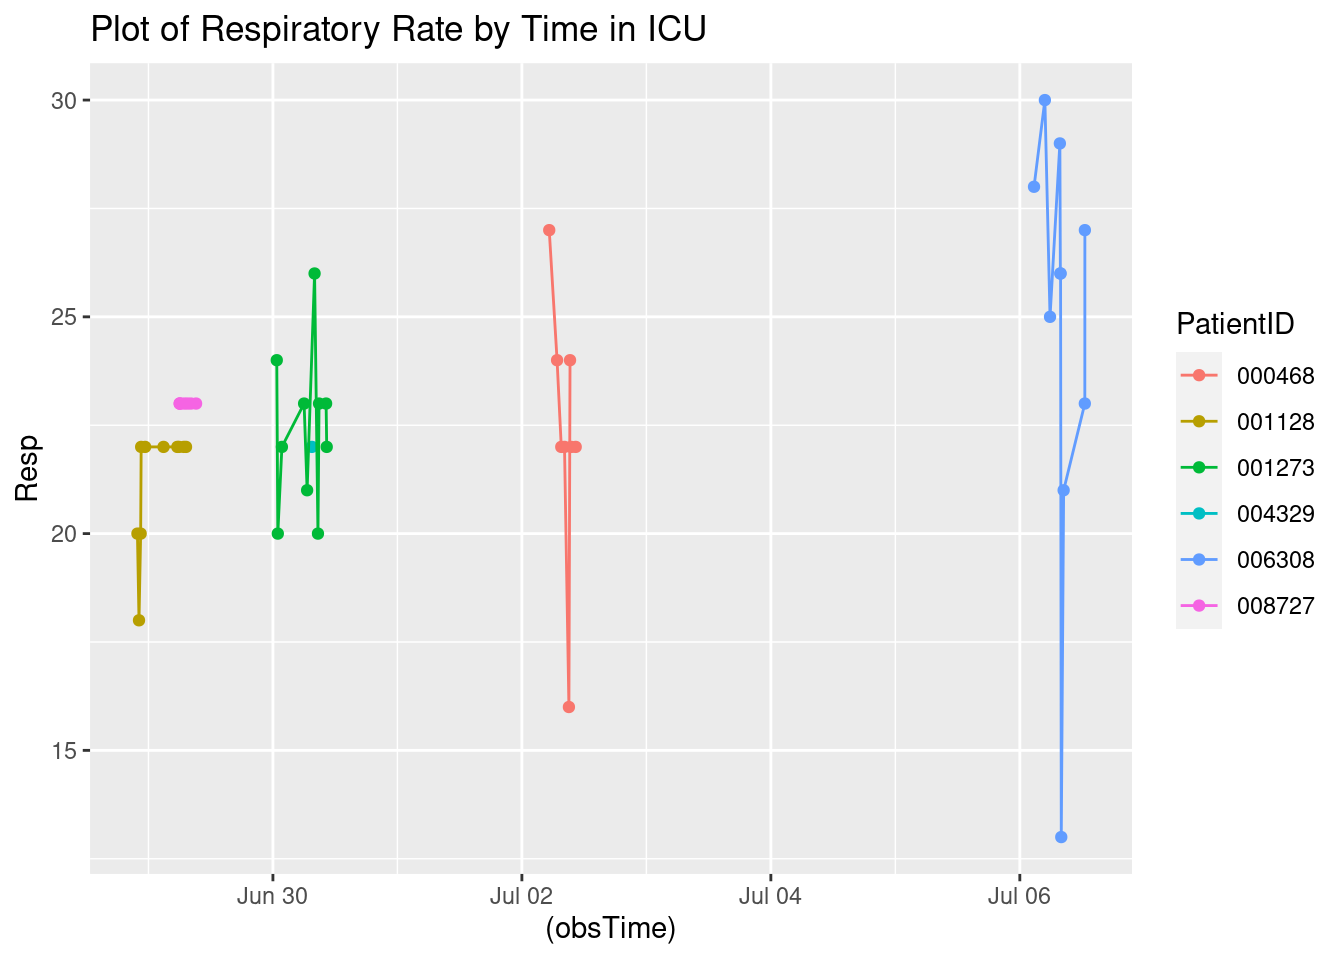 Plot of Respiratory Rate by Time in ICU
30
25
20
15
Resp
Jun 30
Jul 02
Jul 04
Jul 06
(obsTime)
PatientID
000468
001128
001273
004329
006308
008727